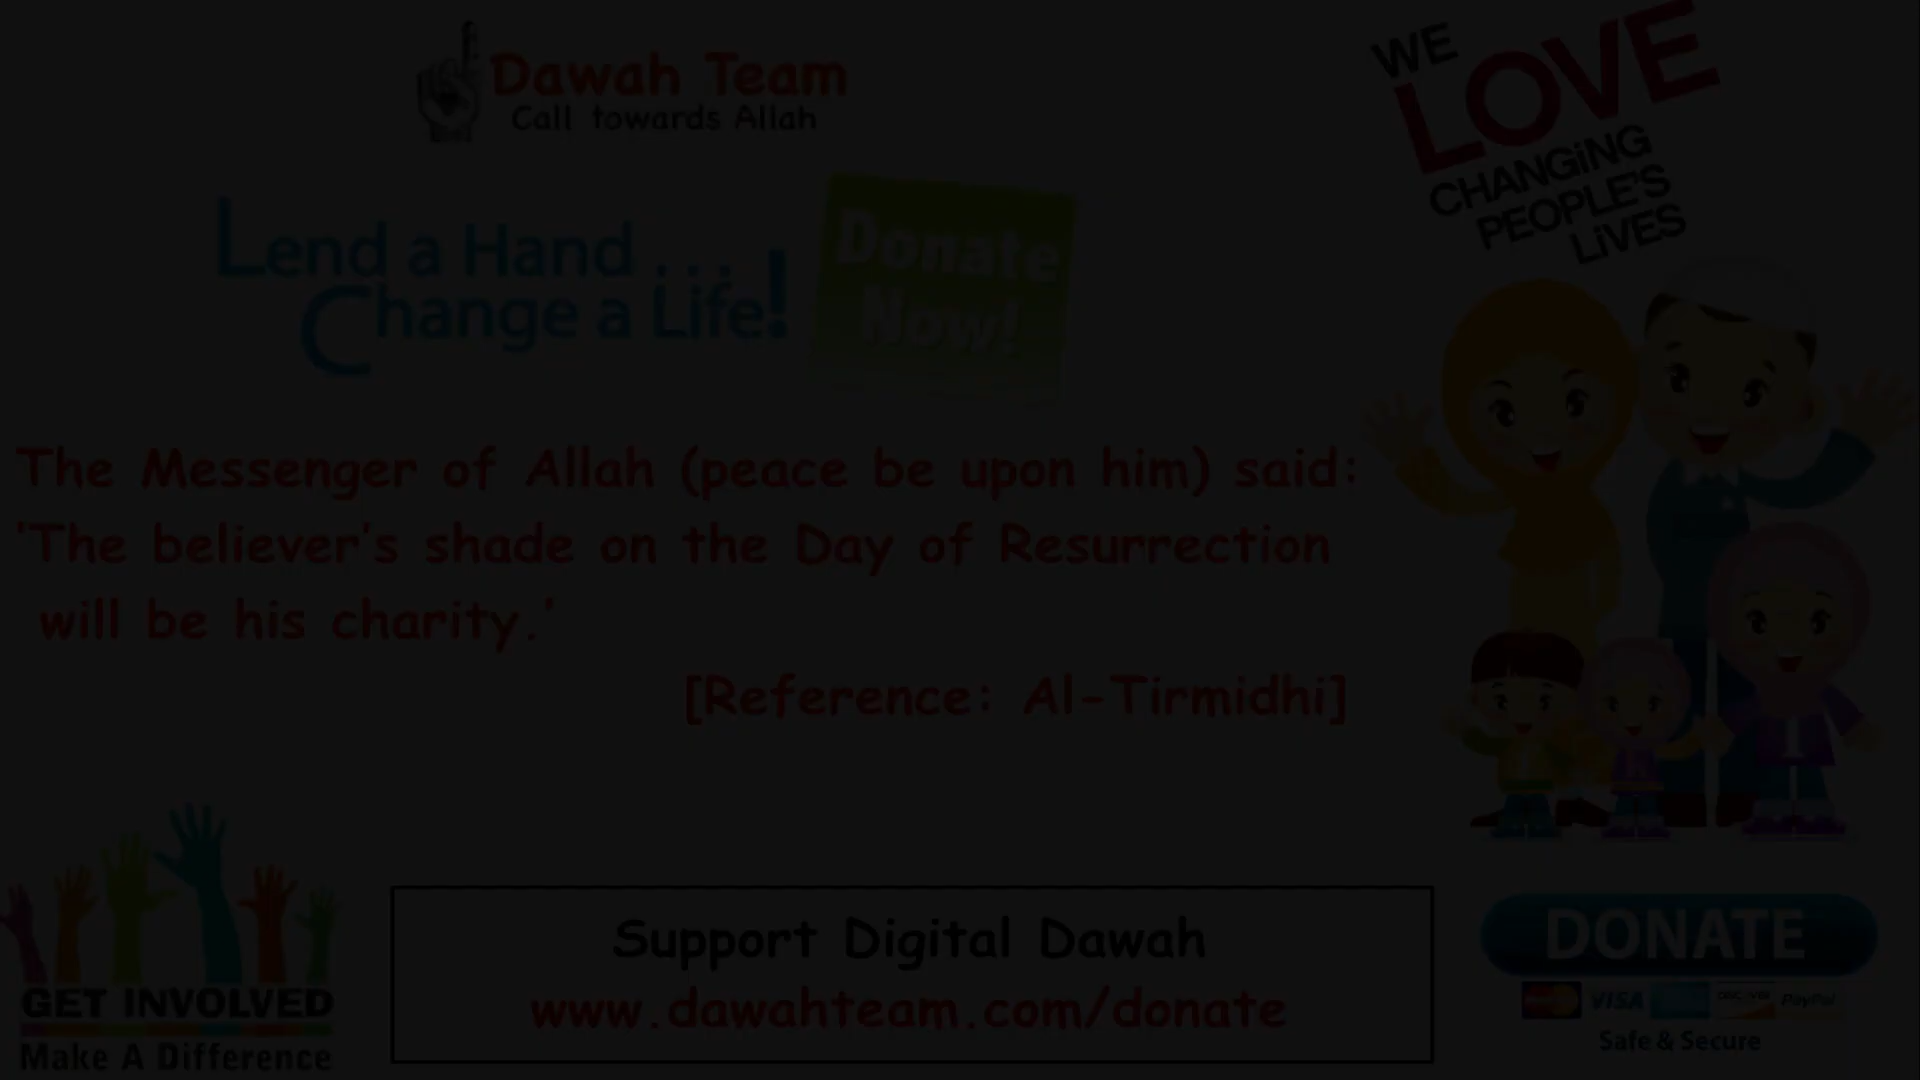 Dawah Team
Call towards Allah
WE
LOVE
CHANGiNG
PEOPLE'S
LiVES
Lend a Hand ...
Change a Life!
Donate
Now!
The Messenger of Allah (peace be upon him) said:
'The believer's shade on the Day of Resurrection
will be his charity.'
[Reference: Al-Tirmidhi]
GET INVOLVED
Make A Difference
Support Digital Dawah
www.dawahteam.com/donate
DONATE
VISA DISCOVER PayPal
Safe & Secure